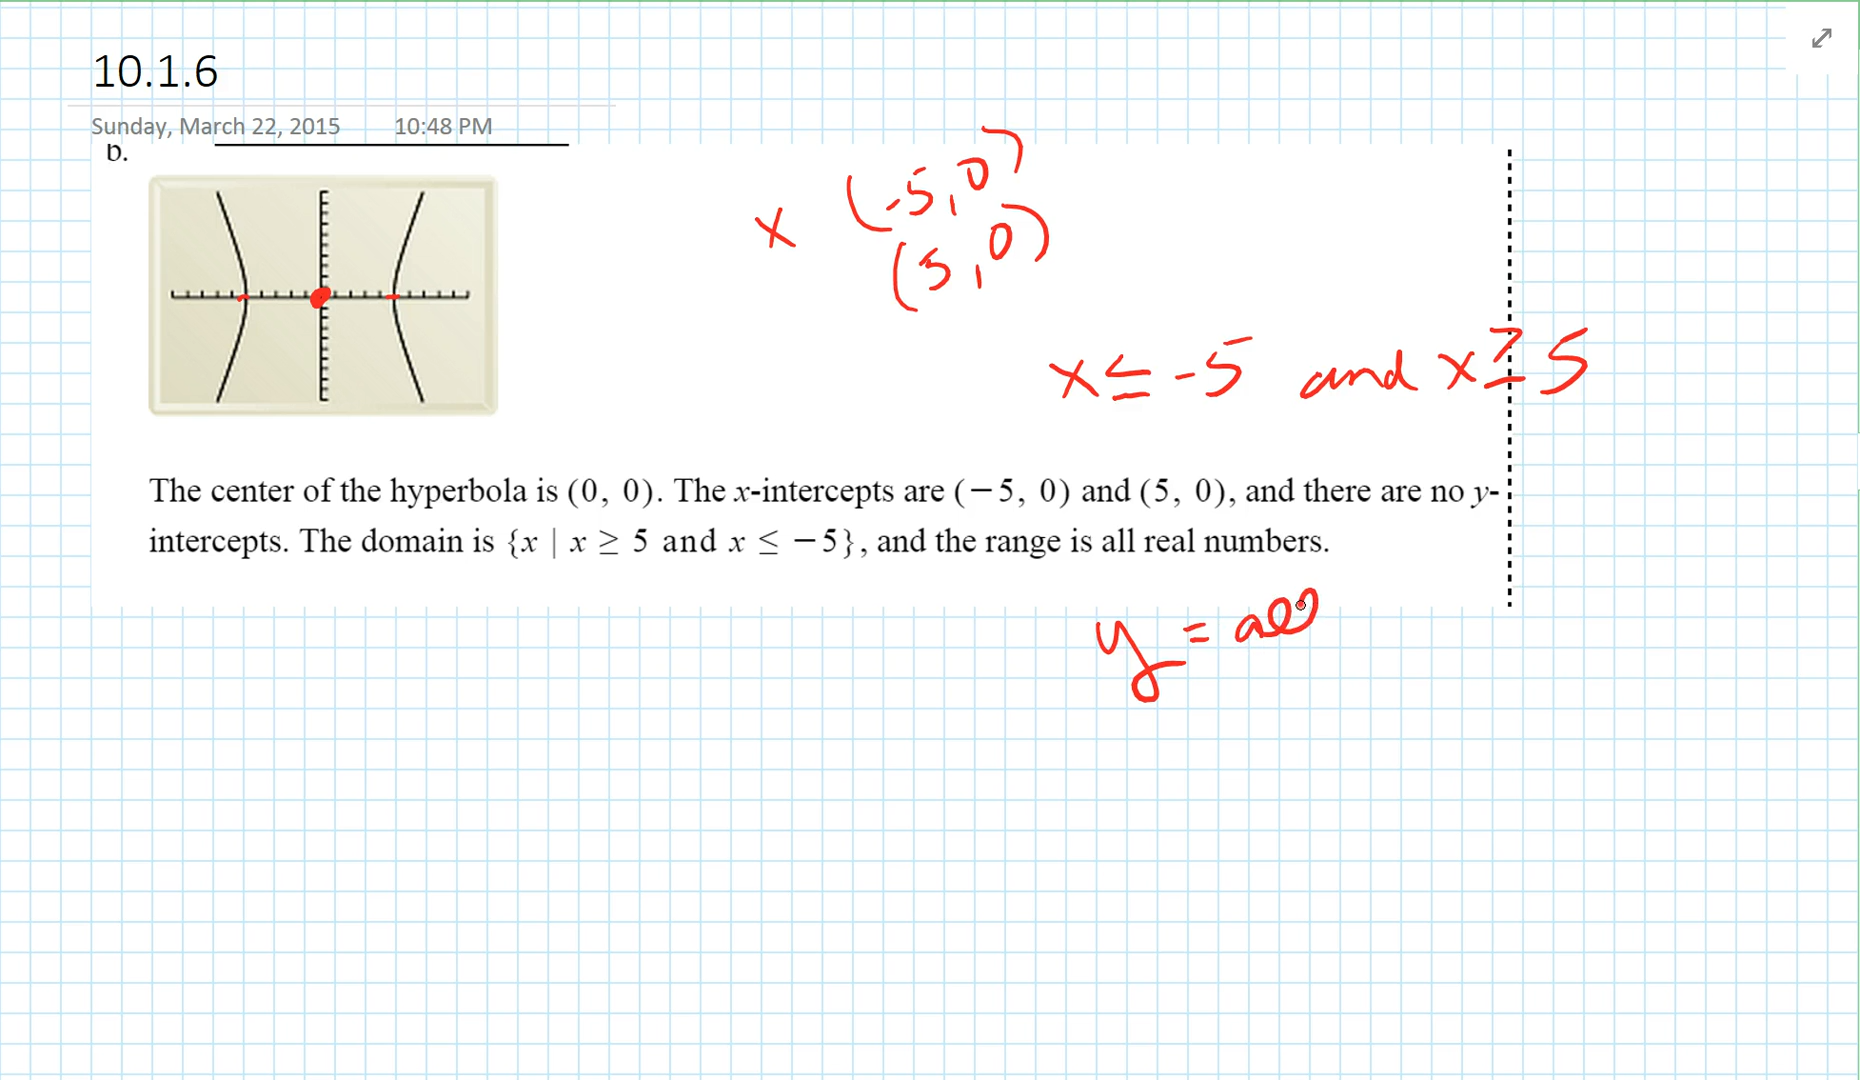 10.1.6
Sunday, March 22, 2015 10:48 PM
b.
x (-5, 0)
(5, 0)
x ≤ -5 and x ≥ 5
The center of the hyperbola is (0, 0). The x-intercepts are (−5, 0) and (5, 0), and there are no y-
intercepts. The domain is {x | x ≥ 5 and x ≤ −5}, and the range is all real numbers.
y = all